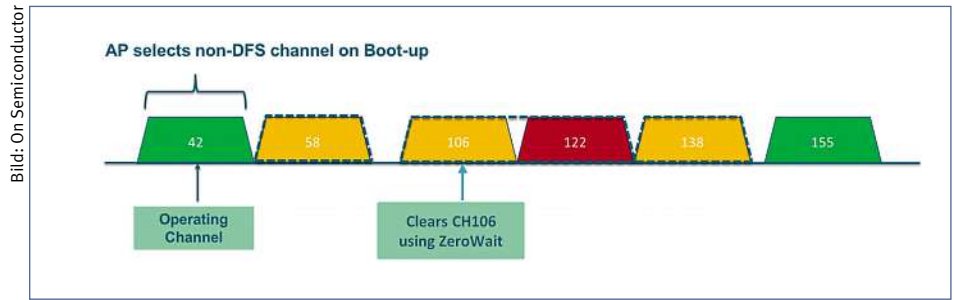 Bild: On Semiconductor
AP selects non-DFS channel on Boot-up
42
58
106
122
138
155
Operating
Channel
Clears CH106
using ZeroWait